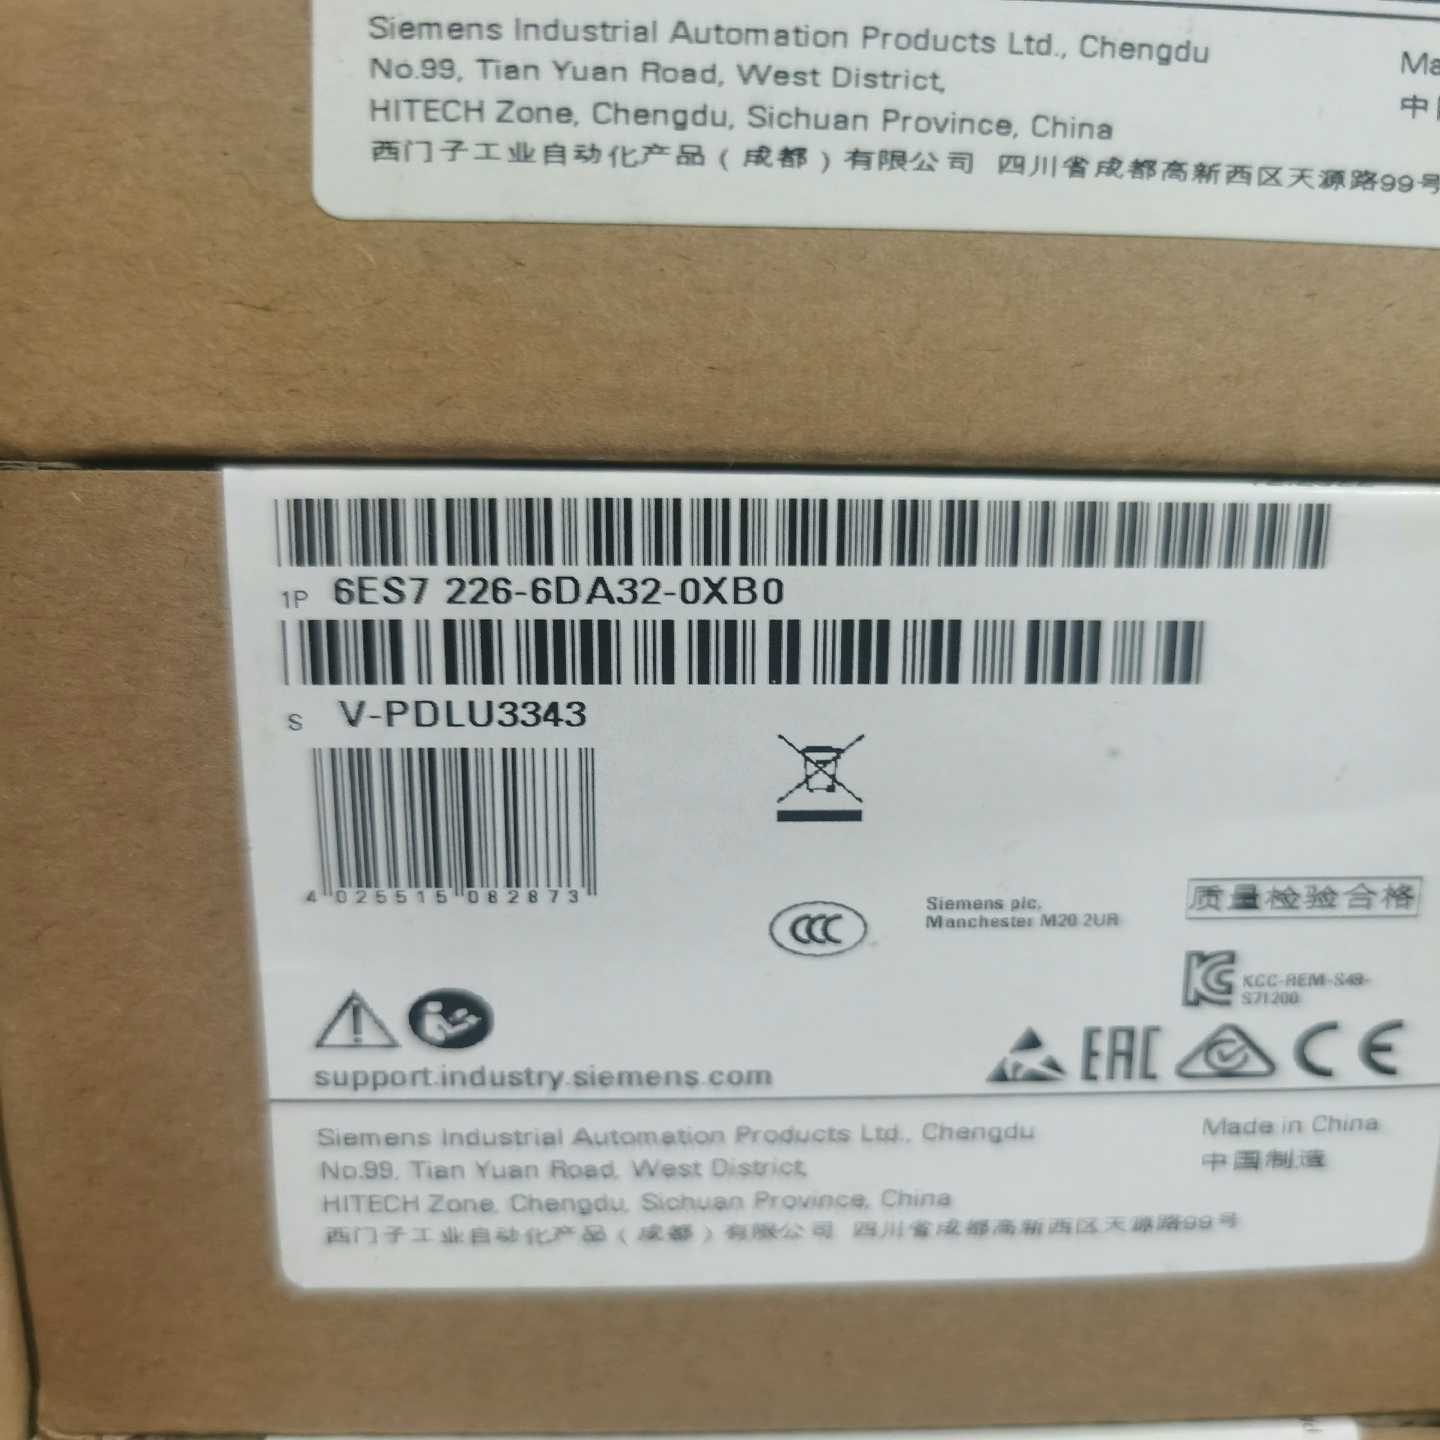 Siemens Industrial Automation Products Ltd., Chengdu
No.99, Tian Yuan Road, West District,
HITECH Zone, Chengdu, Sichuan Province, China
西门子工业自动化产品(成都)有限公司 四川省成都高新西区天源路99号
Ma
中
1P 6ES7 226-6DA32-0XB0
S V-PDLU3343
4 025515 082873
CCC
Siemens plc,
Manchester M20 2UR
质量检验合格
KCC-REM-S49-
S71200
EAC CE
support.industry.siemens.com
Siemens Industrial Automation Products Ltd., Chengdu
No.99, Tian Yuan Road, West District,
HITECH Zone, Chengdu, Sichuan Province, China
西门子工业自动化产品(成都)有限公司 四川省成都高新西区天源路99号
Made in China
中国制造